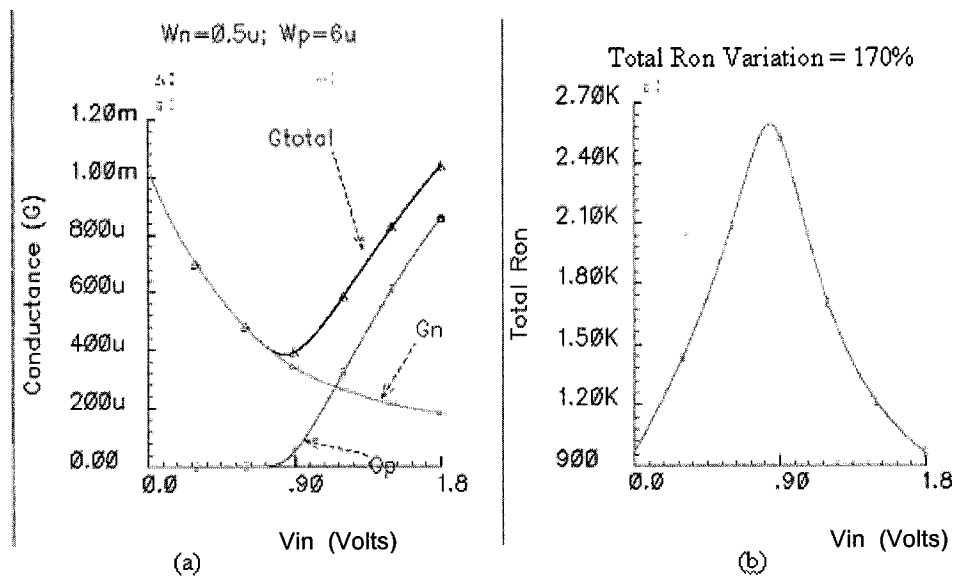 Wn=0.5u; Wp=6u
Conductance (G)
1.20m
1.00m
800u
600u
400u
200u
0.00
Gtotal
Gn
Gp
0.0
.90
1.8
Vin (Volts)
(a)
Total Ron Variation = 170%
Total Ron
2.70K
2.40K
2.10K
1.80K
1.50K
1.20K
900
0.0
.90
1.8
Vin (Volts)
(b)